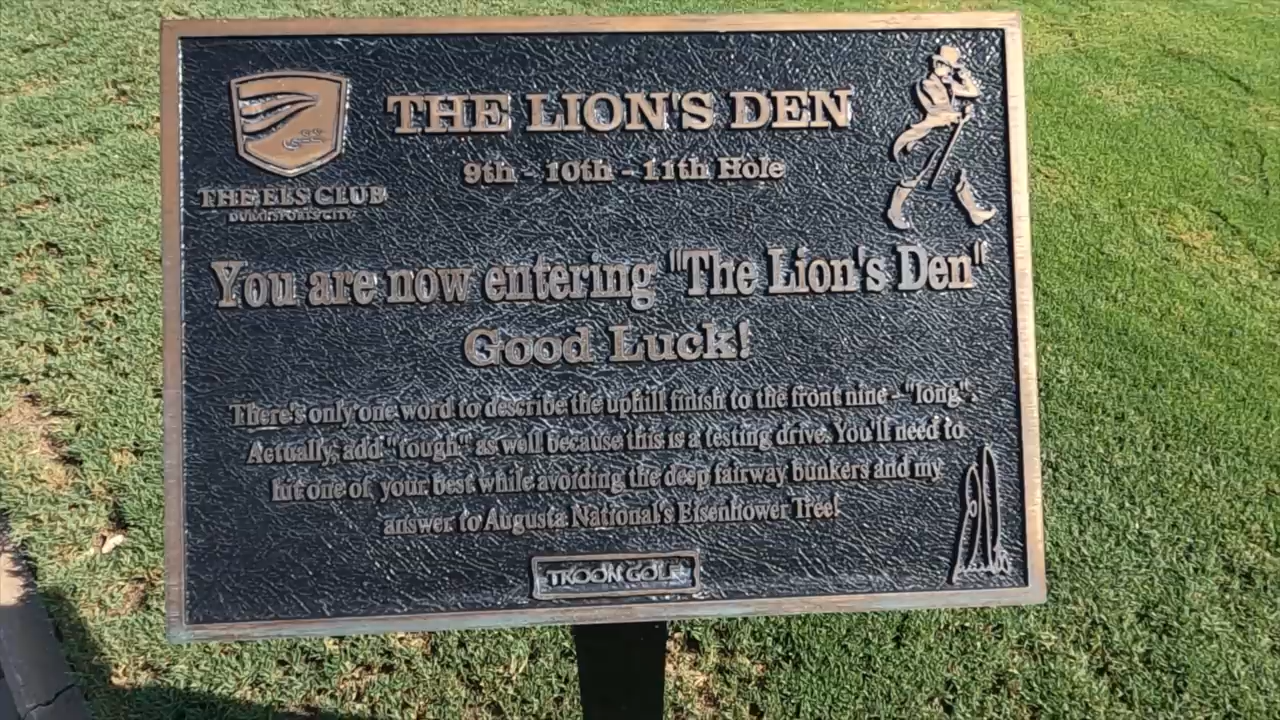 THE LION'S DEN
9th - 10th - 11th Hole
THE ELS CLUB
DUBAI SPORTS CITY
You are now entering "The Lion's Den"
Good Luck!
There's only one word to describe the uphill finish to the front nine - "long".
Actually, add "tough" as well because this is a testing drive. You'll need to
hit one of your best while avoiding the deep fairway bunkers and my
answer to Augusta National's Eisenhower Tree!
TROON GOLF